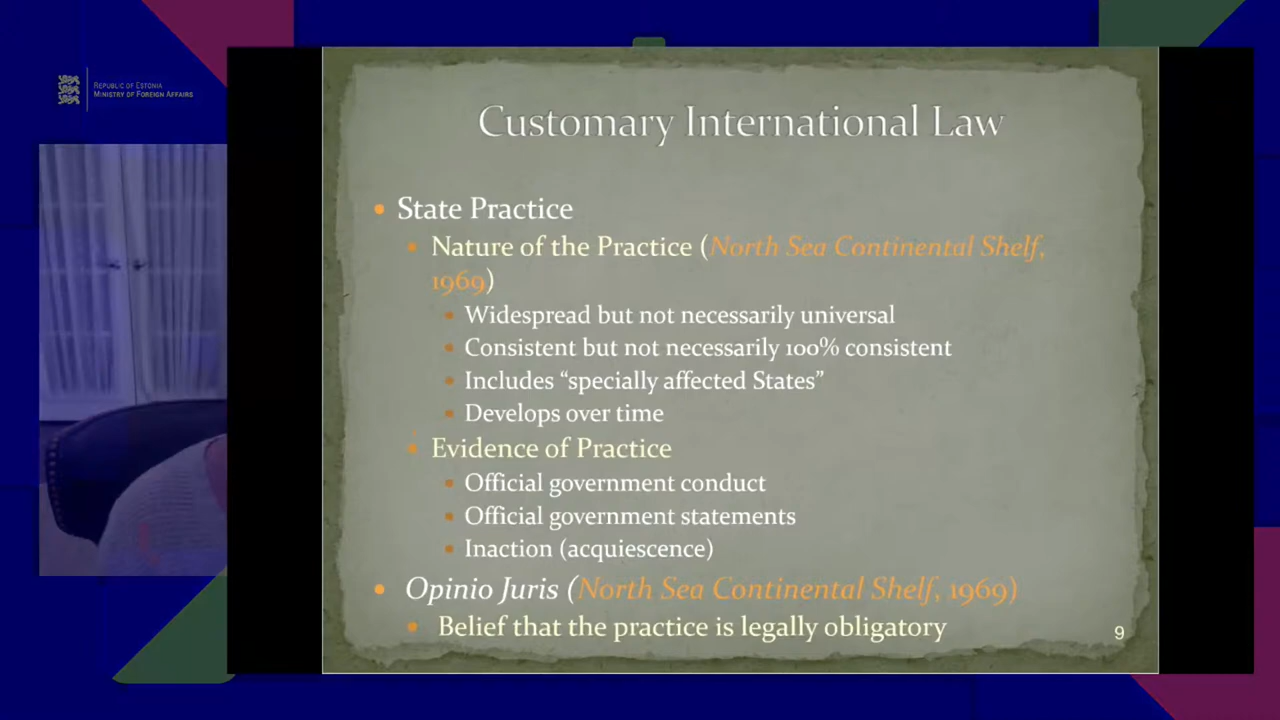 REPUBLIC OF ESTONIA
MINISTRY OF FOREIGN AFFAIRS
Customary International Law
State Practice
Nature of the Practice (North Sea Continental Shelf,
1969)
Widespread but not necessarily universal
Consistent but not necessarily 100% consistent
Includes “specially affected States”
Develops over time
Evidence of Practice
Official government conduct
Official government statements
Inaction (acquiescence)
Opinio Juris (North Sea Continental Shelf, 1969)
Belief that the practice is legally obligatory
9